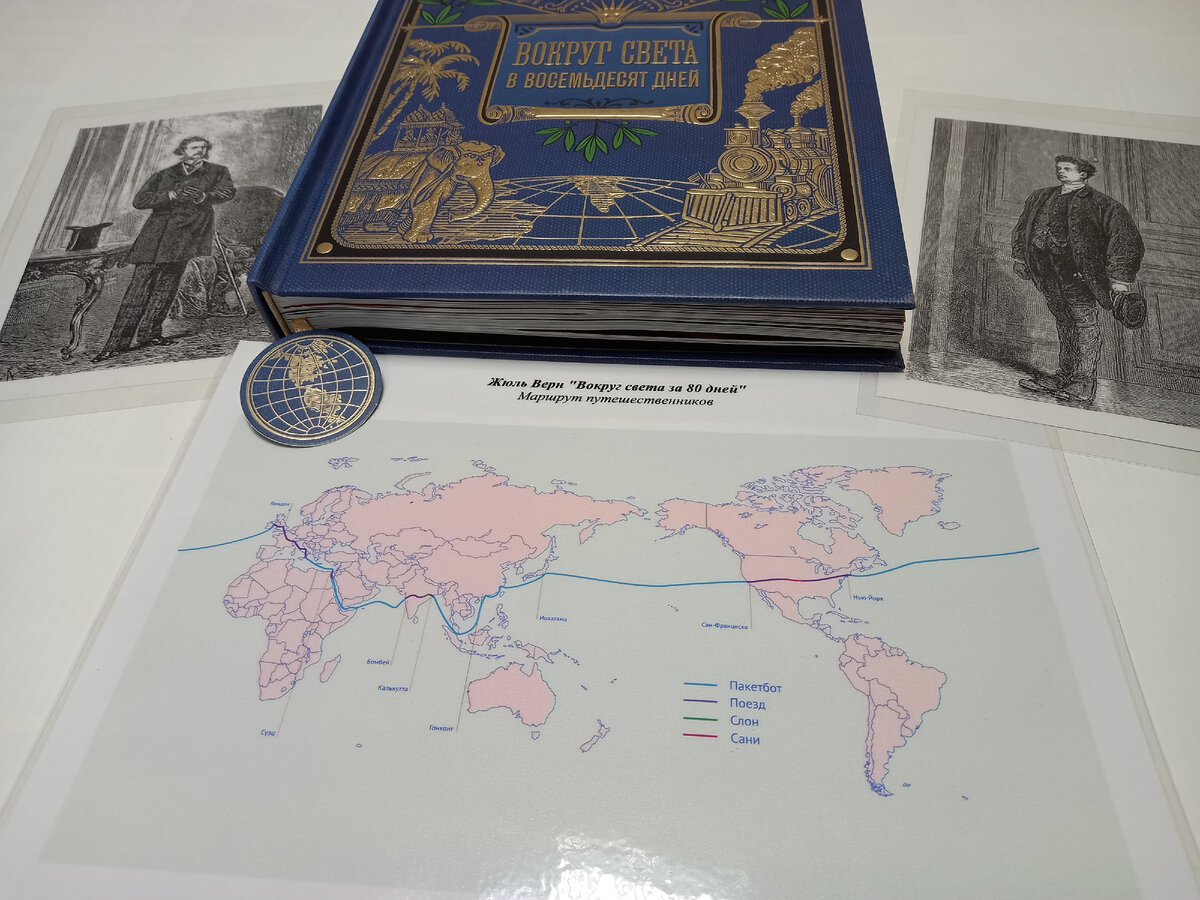 ВОКРУГ СВЕТА
В ВОСЕМЬДЕСЯТ ДНЕЙ
Жюль Верн "Вокруг света за 80 дней"
Маршрут путешественников
Лондон
Нью-Йорк
Иокагама
Сан-Франциско
Бомбей
Калькутта
Суэц
Гонконг
Пакетбот
Поезд
Слон
Сани